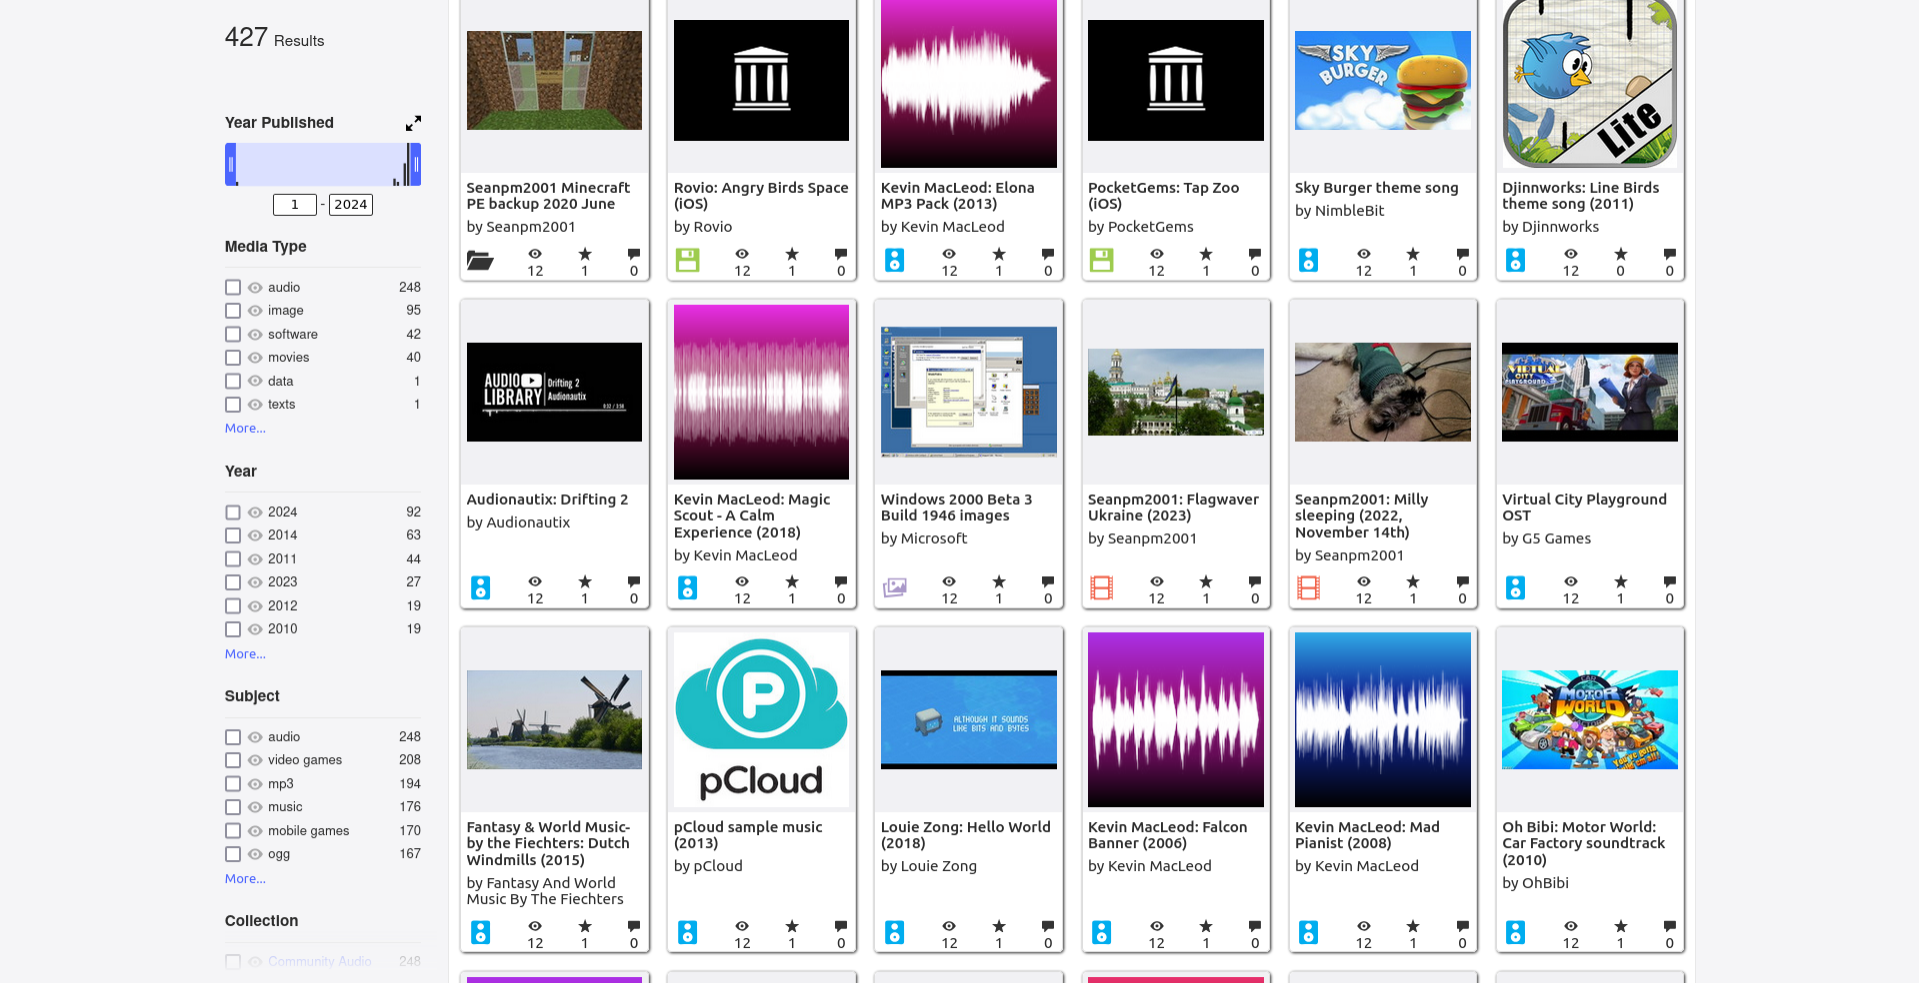 427 Results
Year Published
1 - 2024
Media Type
audio 248
image 95
software 42
movies 40
data 1
texts 1
More...
Year
2024 92
2014 63
2011 44
2023 27
2012 19
2010 19
More...
Subject
audio 248
video games 208
mp3 194
music 176
mobile games 170
ogg 167
More...
Collection
Community Audio 248
Seanpm2001 Minecraft
PE backup 2020 June
by Seanpm2001
12 1 0
Rovio: Angry Birds Space
(iOS)
by Rovio
12 1 0
Kevin MacLeod: Elona
MP3 Pack (2013)
by Kevin MacLeod
12 1 0
PocketGems: Tap Zoo
(iOS)
by PocketGems
12 1 0
SKY
BURGER
Sky Burger theme song
by NimbleBit
12 1 0
Lite
Djinnworks: Line Birds
theme song (2011)
by Djinnworks
12 0 0
AUDIO
LIBRARY
Drifting 2
Audionautix
Audionautix: Drifting 2
by Audionautix
12 1 0
Kevin MacLeod: Magic
Scout - A Calm
Experience (2018)
by Kevin MacLeod
12 1 0
Windows 2000 Beta 3
Build 1946 images
by Microsoft
12 1 0
Seanpm2001: Flagwaver
Ukraine (2023)
by Seanpm2001
12 1 0
Seanpm2001: Milly
sleeping (2022,
November 14th)
by Seanpm2001
12 1 0
VIRTUAL
CITY
PLAYGROUND
Virtual City Playground
OST
by G5 Games
12 1 0
Fantasy & World Music-
by the Fiechters: Dutch
Windmills (2015)
by Fantasy And World
Music By The Fiechters
12 1 0
pCloud
pCloud sample music
(2013)
by pCloud
12 1 0
ALTHOUGH IT SOUNDS
LIKE BITS AND BYTES
Louie Zong: Hello World
(2018)
by Louie Zong
12 1 0
Kevin MacLeod: Falcon
Banner (2006)
by Kevin MacLeod
12 1 0
Kevin MacLeod: Mad
Pianist (2008)
by Kevin MacLeod
12 1 0
CAR
MOTOR
WORLD
Oh Bibi: Motor World:
Car Factory soundtrack
(2010)
by OhBibi
12 1 0